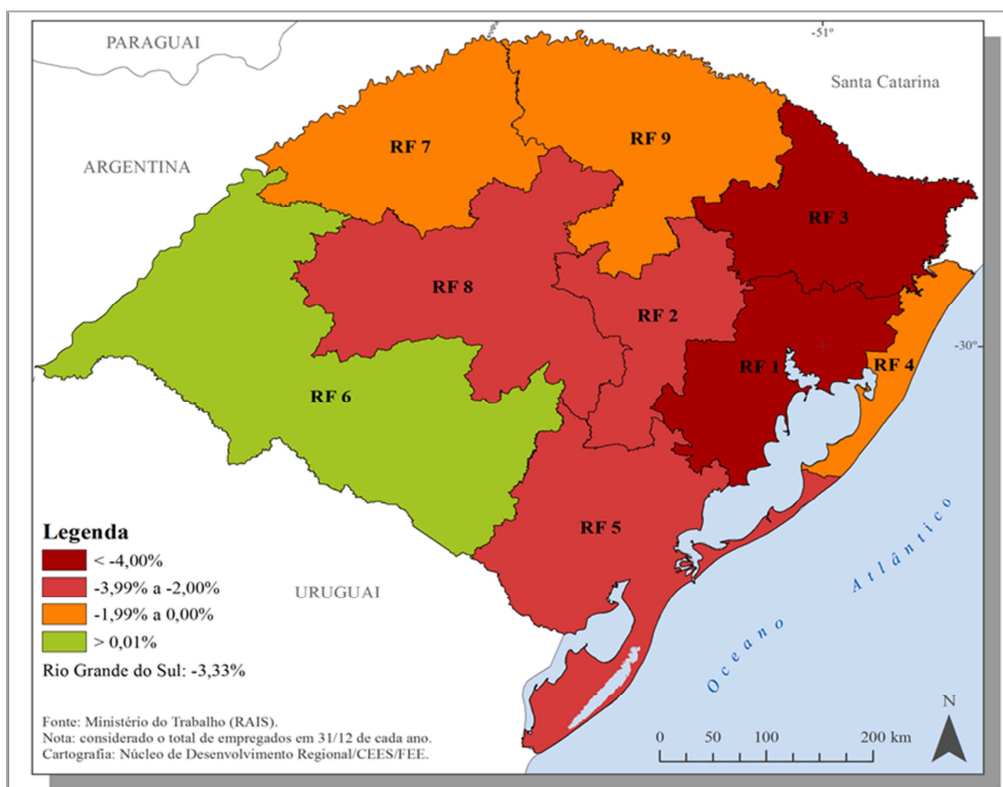 PARAGUAI
-51º
Santa Catarina
ARGENTINA
RF 7
RF 9
RF 3
RF 8
RF 2
-30º
RF 1
RF 4
RF 6
RF 5
Legenda
< -4,00%
-3,99% a -2,00%
-1,99% a 0,00%
> 0,01%
Rio Grande do Sul: -3,33%
URUGUAI
Oceano Atlântico
Fonte: Ministério do Trabalho (RAIS).
Nota: considerado o total de empregados em 31/12 de cada ano.
Cartografia: Núcleo de Desenvolvimento Regional/CEES/FEE.
N
0 50 100 200 km